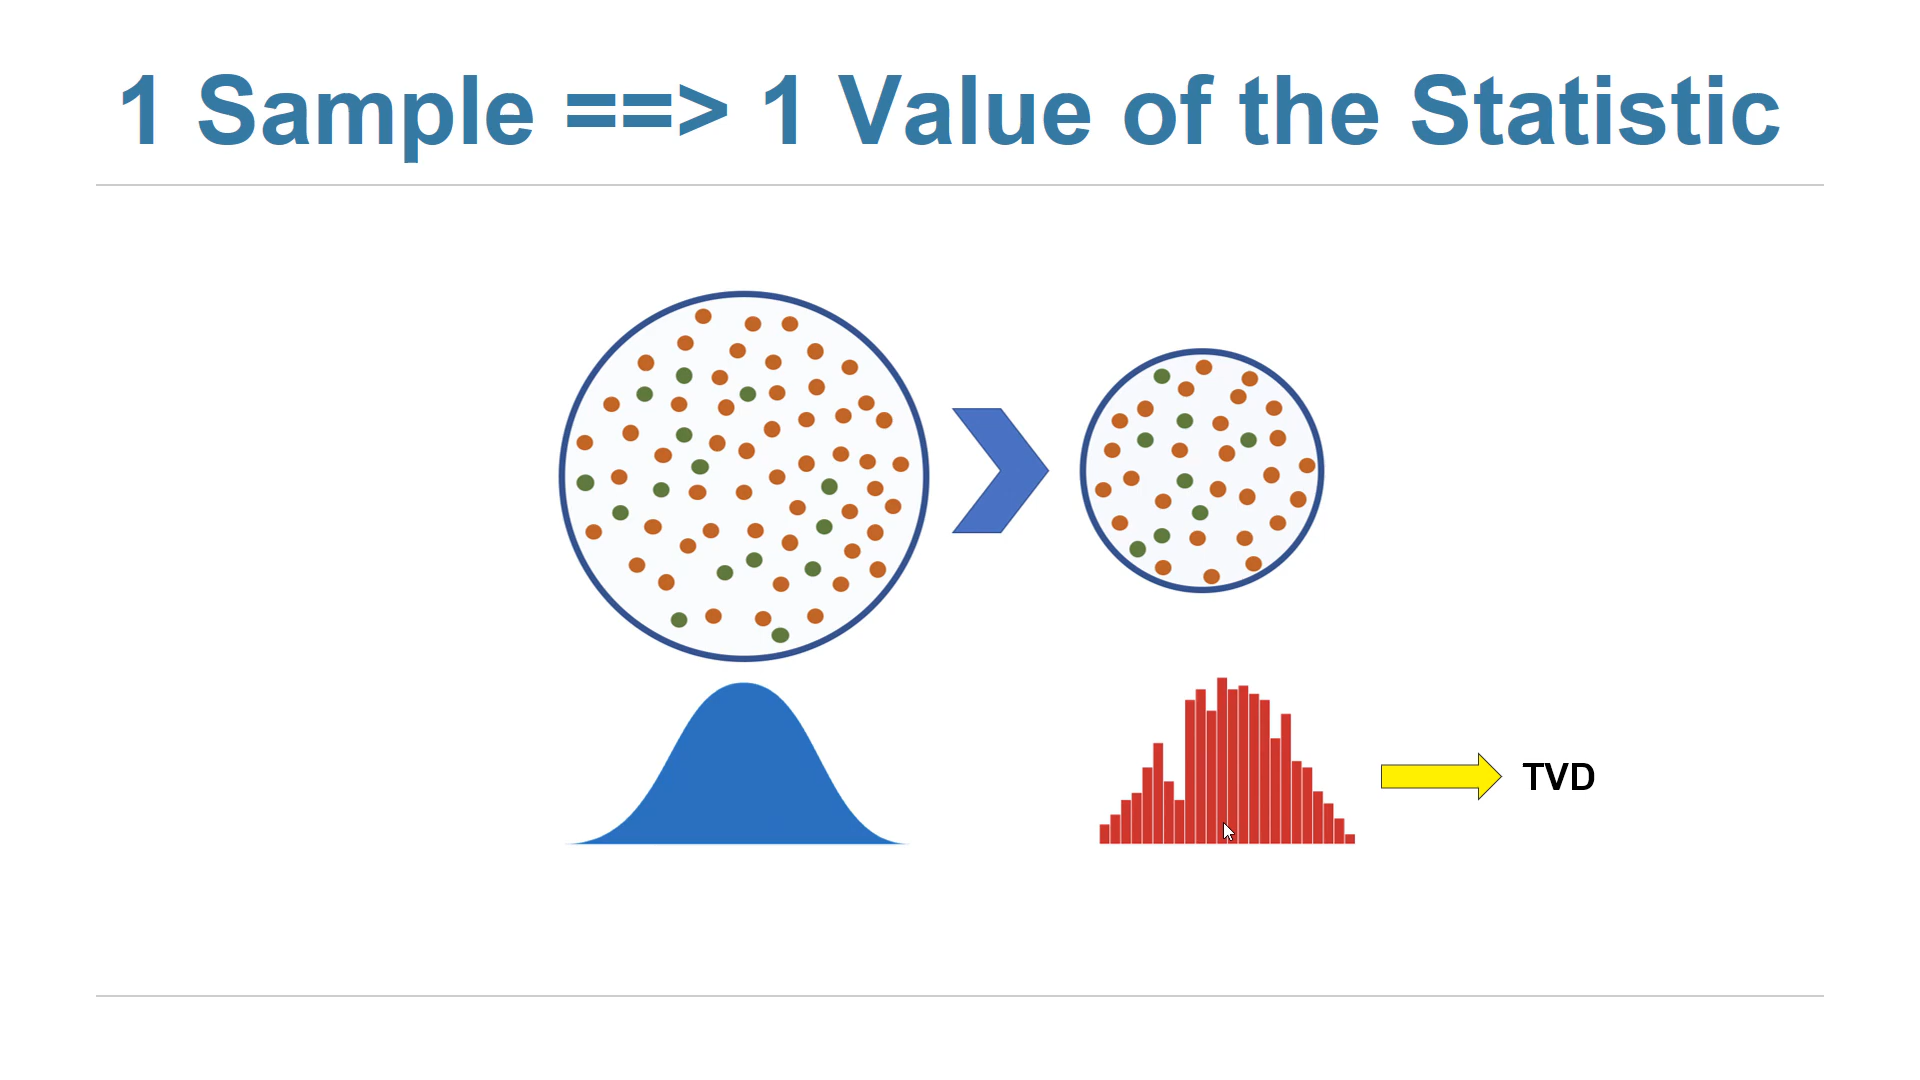 1 Sample ==> 1 Value of the Statistic
TVD